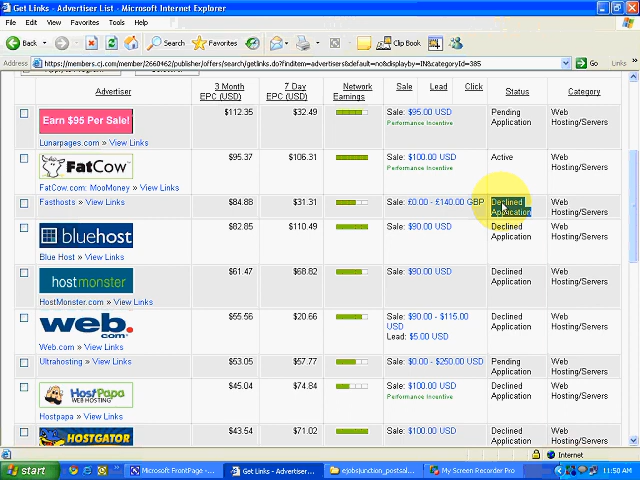 Get Links - Advertiser List - Microsoft Internet Explorer
File Edit View Favorites Tools Help
Back Search Favorites Clip Book
Address https://members.cj.com/member/2660462/publisher/offers/search/getlinks.do?finditem=advertiser&default=no&displayby=IN&categoryId=385 Go Links
Advertiser 3 Month EPC (USD) 7 Day EPC (USD) Network Earnings Sale Lead Click Status Category
Earn $95 Per Sale! $112.35 $32.49 Sale: $95.00 USD Pending Application Web Hosting/Servers
Performance Incentive
Lunarpages.com » View Links
FatCow $95.37 $106.31 Sale: $100.00 USD Active Web Hosting/Servers
Performance Incentive
FatCow.com: MooMoney » View Links
Fasthosts » View Links $84.88 $31.31 Sale: £0.00 - £140.00 GBP Declined Application Web Hosting/Servers
bluehost $82.85 $110.49 Sale: $90.00 USD Declined Application Web Hosting/Servers
Blue Host » View Links
hostmonster $61.47 $68.82 Sale: $90.00 USD Declined Application Web Hosting/Servers
HostMonster.com » View Links
web.com $55.56 $20.66 Sale: $90.00 - $115.00 USD Declined Application Web Hosting/Servers
Lead: $5.00 USD
Web.com » View Links
Ultrahosting » View Links $53.05 $57.77 Sale: $0.00 - $250.00 USD Pending Application Web Hosting/Servers
HostPapa WEB HOSTING $45.04 $74.84 Sale: $100.00 USD Declined Application Web Hosting/Servers
Performance Incentive
Hostpapa » View Links
HOSTGATOR $43.54 $71.02 Sale: $100.00 USD Declined Application Web Hosting/Servers
Internet
start Microsoft FrontPage - ... Get Links - Advertiser... ejobsjunction_postsal... My Screen Recorder Pro 11:50 AM